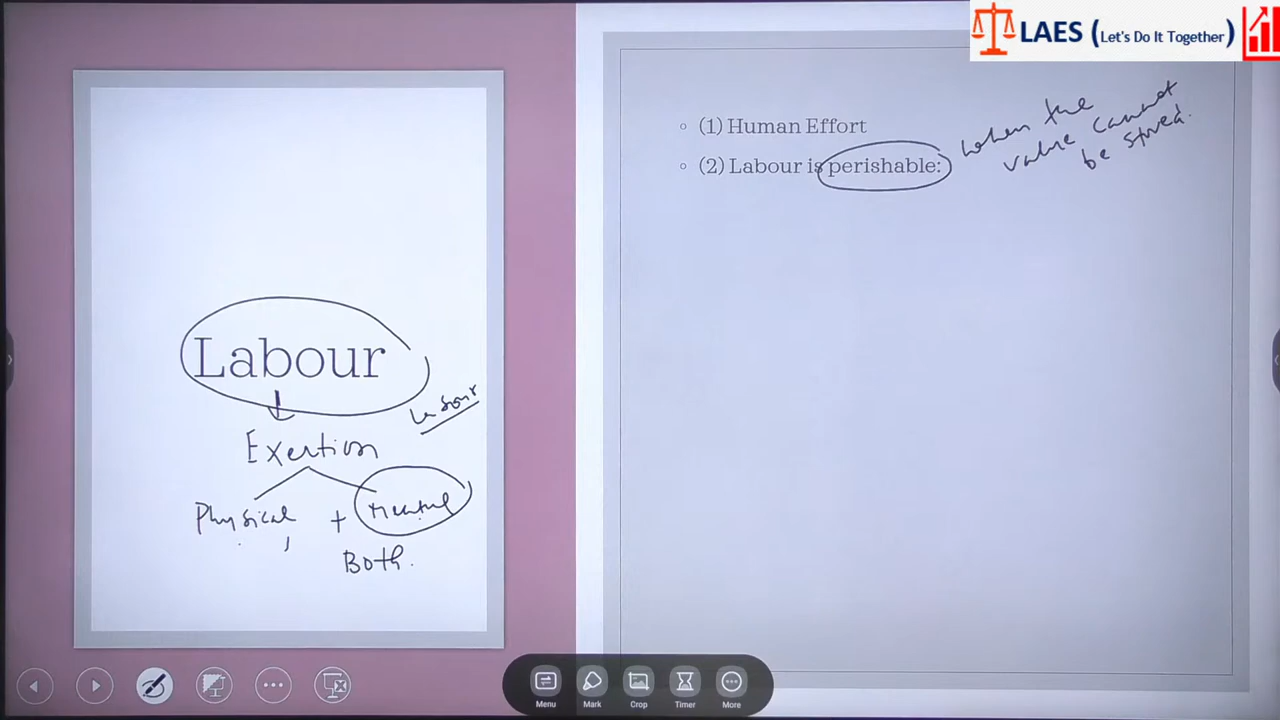 LAES (Let's Do It Together)
(1) Human Effort
(2) Labour is perishable:
when the
value cannot
be stored.
Labour
Labour
Exertion
Physical + Mental
Both.
Menu Mark Crop Timer More